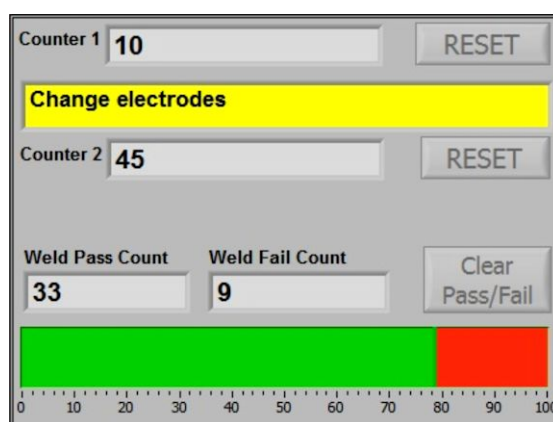 Counter 1 10 RESET
Change electrodes
Counter 2 45 RESET
Weld Pass Count Weld Fail Count Clear
33 9 Pass/Fail
0 10 20 30 40 50 60 70 80 90 100